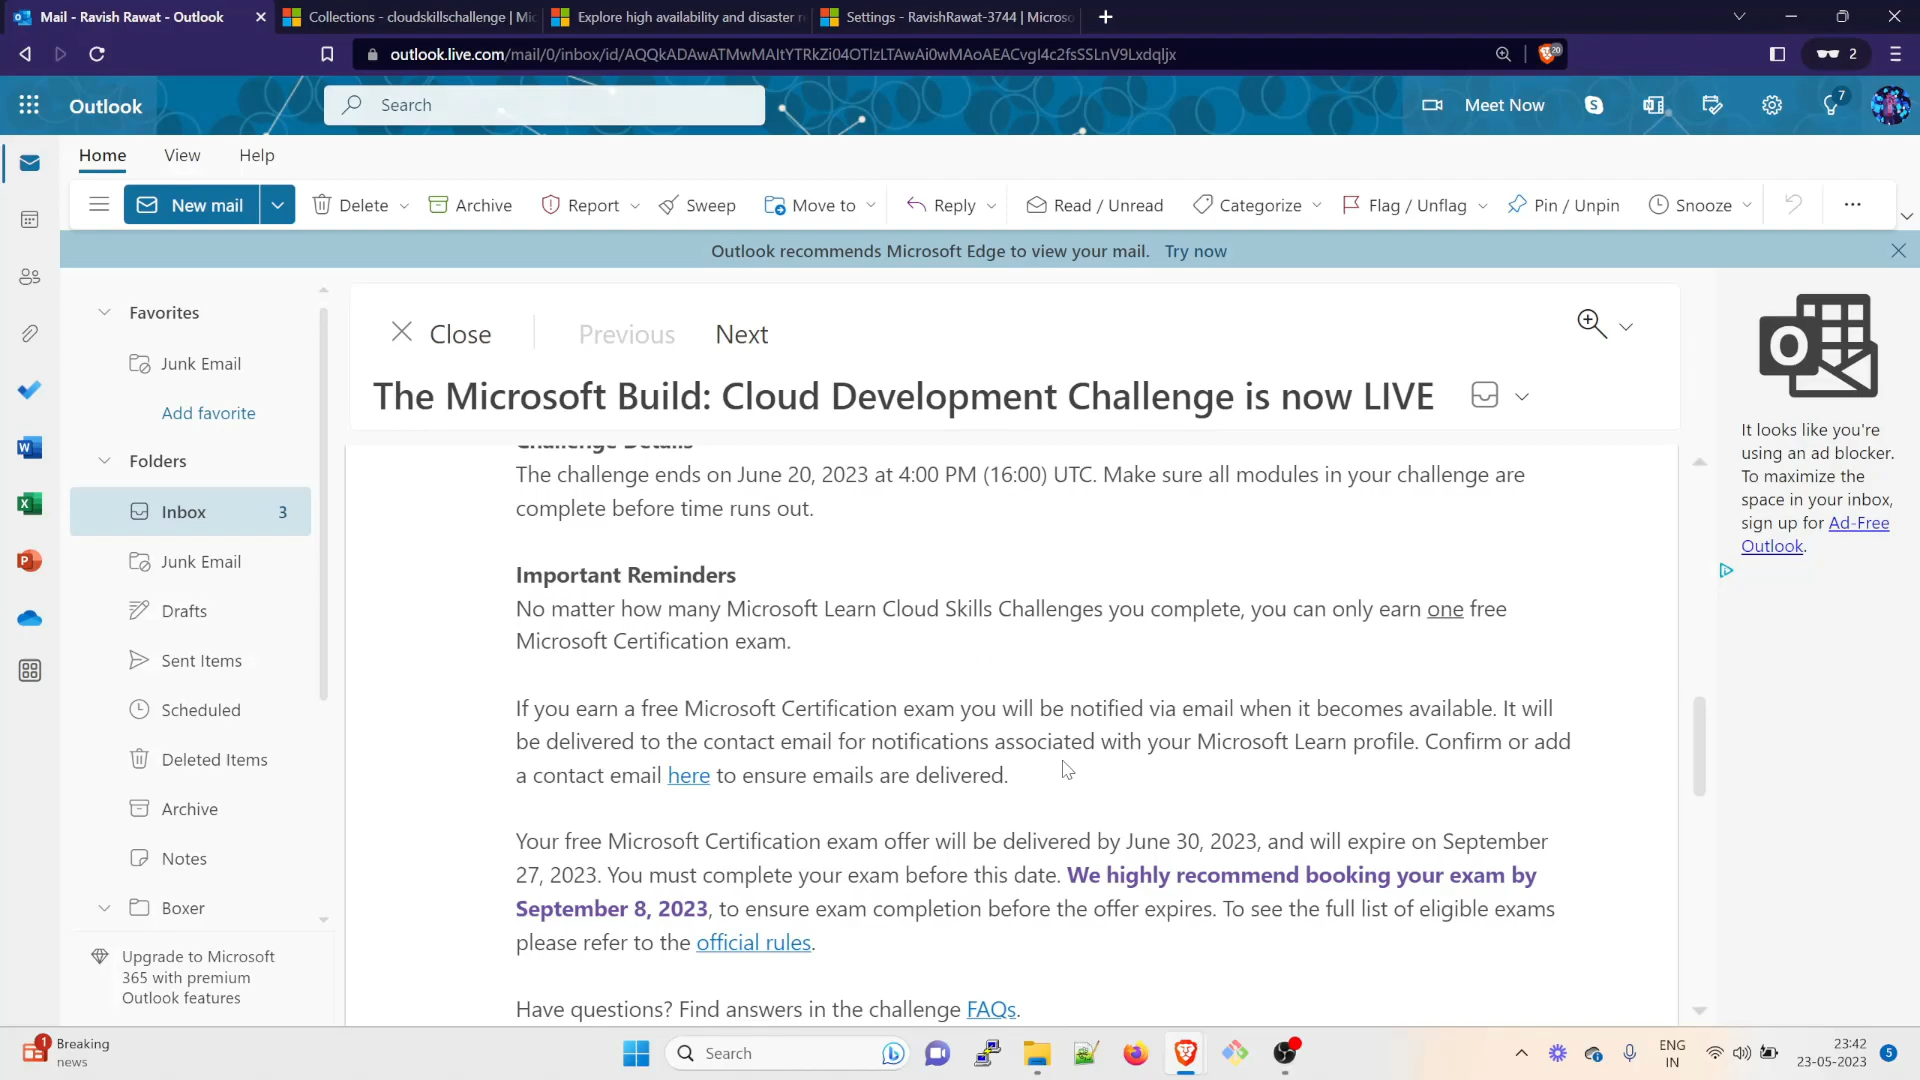 Mail - Ravish Rawat - Outlook
Collections - cloudskillschallenge | Mic
Explore high availability and disaster r
Settings - RavishRawat-3744 | Microso
outlook.live.com/mail/0/inbox/id/AQQkADAwATMwMAItYTRkZi04OTIzLTAwAi0wMAoAEACvgI4c2fsSSLnV9LxdqIjx
20
2
Outlook
Search
Meet Now
7
Home
View
Help
New mail
Delete
Archive
Report
Sweep
Move to
Reply
Read / Unread
Categorize
Flag / Unflag
Pin / Unpin
Snooze
Outlook recommends Microsoft Edge to view your mail. Try now
Favorites
Junk Email
Add favorite
Folders
Inbox 3
Junk Email
Drafts
Sent Items
Scheduled
Deleted Items
Archive
Notes
Boxer
Upgrade to Microsoft
365 with premium
Outlook features
Close
Previous
Next
The Microsoft Build: Cloud Development Challenge is now LIVE
Challenge Details
The challenge ends on June 20, 2023 at 4:00 PM (16:00) UTC. Make sure all modules in your challenge are
complete before time runs out.
Important Reminders
No matter how many Microsoft Learn Cloud Skills Challenges you complete, you can only earn one free
Microsoft Certification exam.
If you earn a free Microsoft Certification exam you will be notified via email when it becomes available. It will
be delivered to the contact email for notifications associated with your Microsoft Learn profile. Confirm or add
a contact email here to ensure emails are delivered.
Your free Microsoft Certification exam offer will be delivered by June 30, 2023, and will expire on September
27, 2023. You must complete your exam before this date. We highly recommend booking your exam by
September 8, 2023, to ensure exam completion before the offer expires. To see the full list of eligible exams
please refer to the official rules.
Have questions? Find answers in the challenge FAQs.
It looks like you're
using an ad blocker.
To maximize the
space in your inbox,
sign up for Ad-Free
Outlook.
1
Breaking
news
Search
ENG
IN
23:42
23-05-2023
5